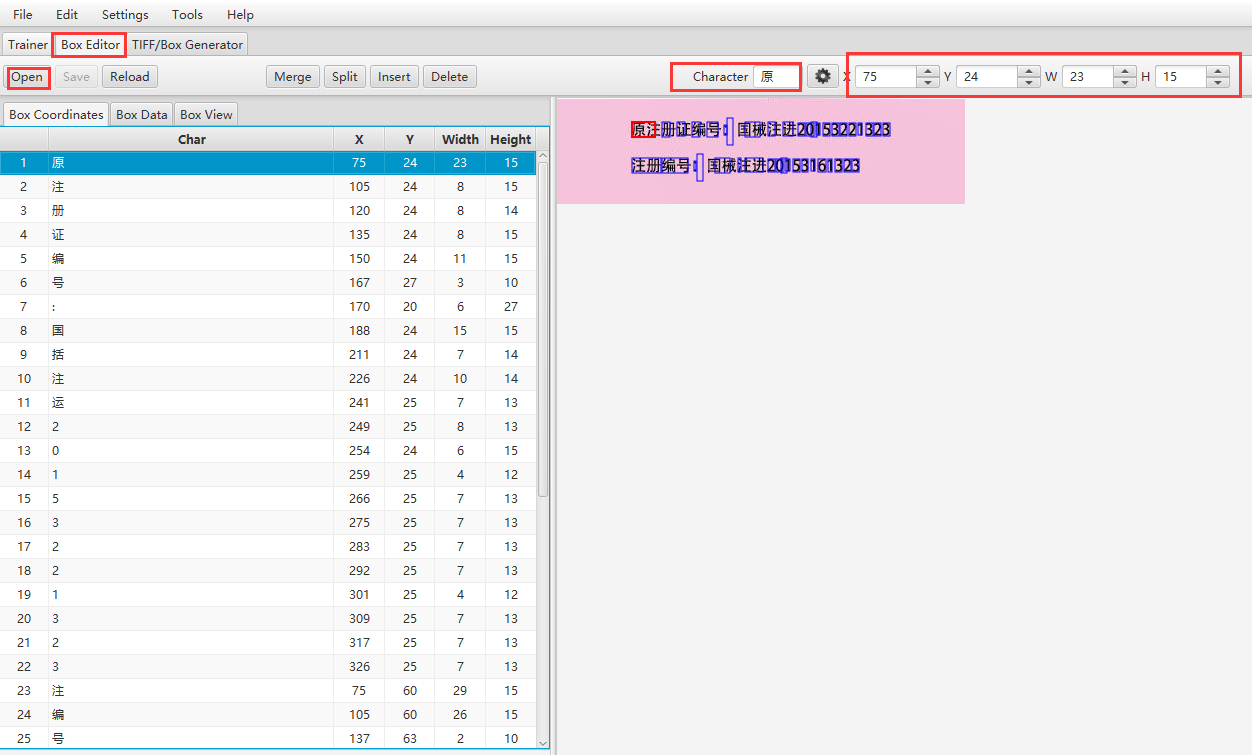 File Edit Settings Tools Help
Trainer Box Editor TIFF/Box Generator
Open Save Reload Merge Split Insert Delete Character 原 X 75 Y 24 W 23 H 15
Box Coordinates Box Data Box View
Char X Y Width Height
1 原 75 24 23 15
2 注 105 24 8 15
3 册 120 24 8 14
4 证 135 24 8 15
5 编 150 24 11 15
6 号 167 27 3 10
7 : 170 20 6 27
8 国 188 24 15 15
9 括 211 24 7 14
10 注 226 24 10 14
11 运 241 25 7 13
12 2 249 25 8 13
13 0 254 24 6 15
14 1 259 25 4 12
15 5 266 25 7 13
16 3 275 25 7 13
17 2 283 25 7 13
18 2 292 25 7 13
19 1 301 25 4 12
20 3 309 25 7 13
21 2 317 25 7 13
22 3 326 25 7 13
23 注 75 60 29 15
24 编 105 60 26 15
25 号 137 63 2 10
原注册证编号: 国械注进20153221323
注册编号: 国械注进20153161323